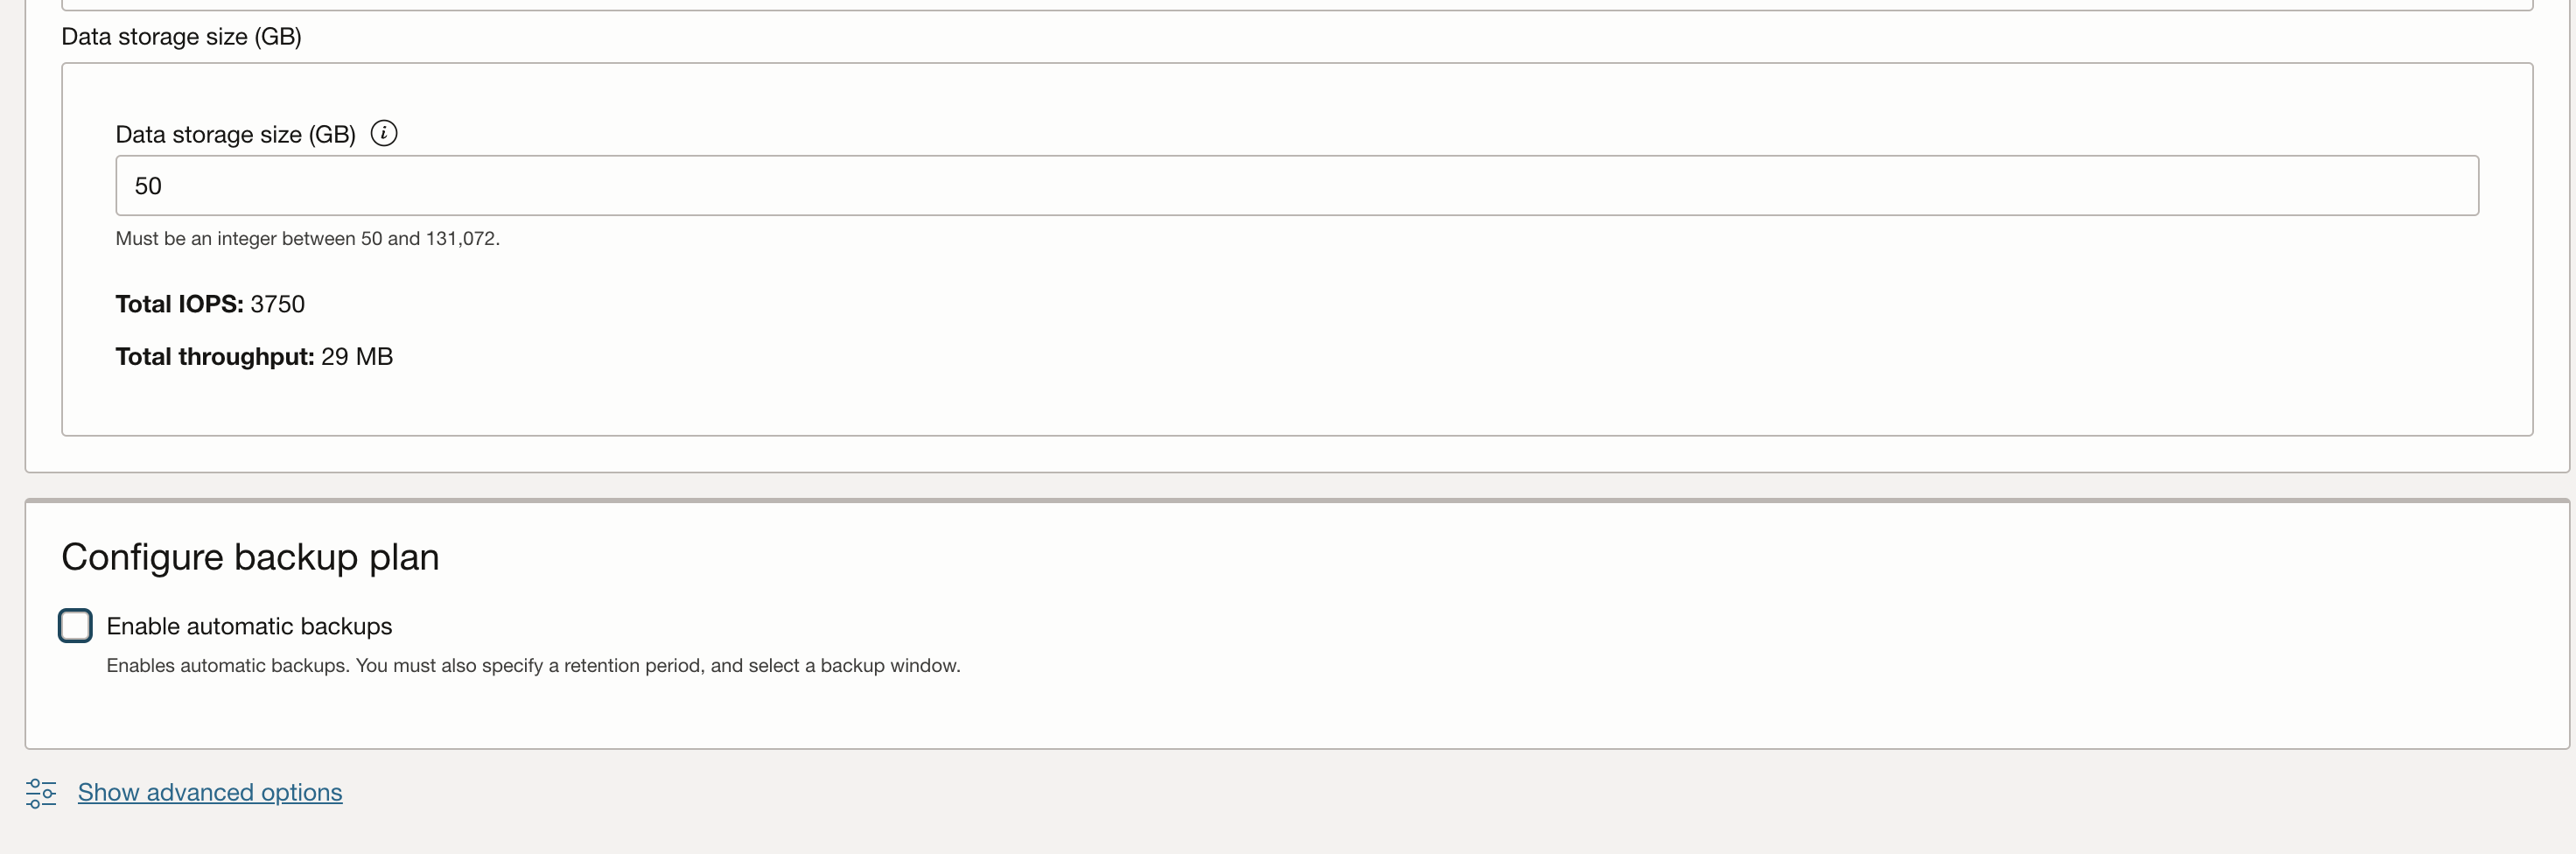 Data storage size (GB)
Data storage size (GB)
50
Must be an integer between 50 and 131,072.
Total IOPS: 3750
Total throughput: 29 MB
Configure backup plan
Enable automatic backups
Enables automatic backups. You must also specify a retention period, and select a backup window.
Show advanced options